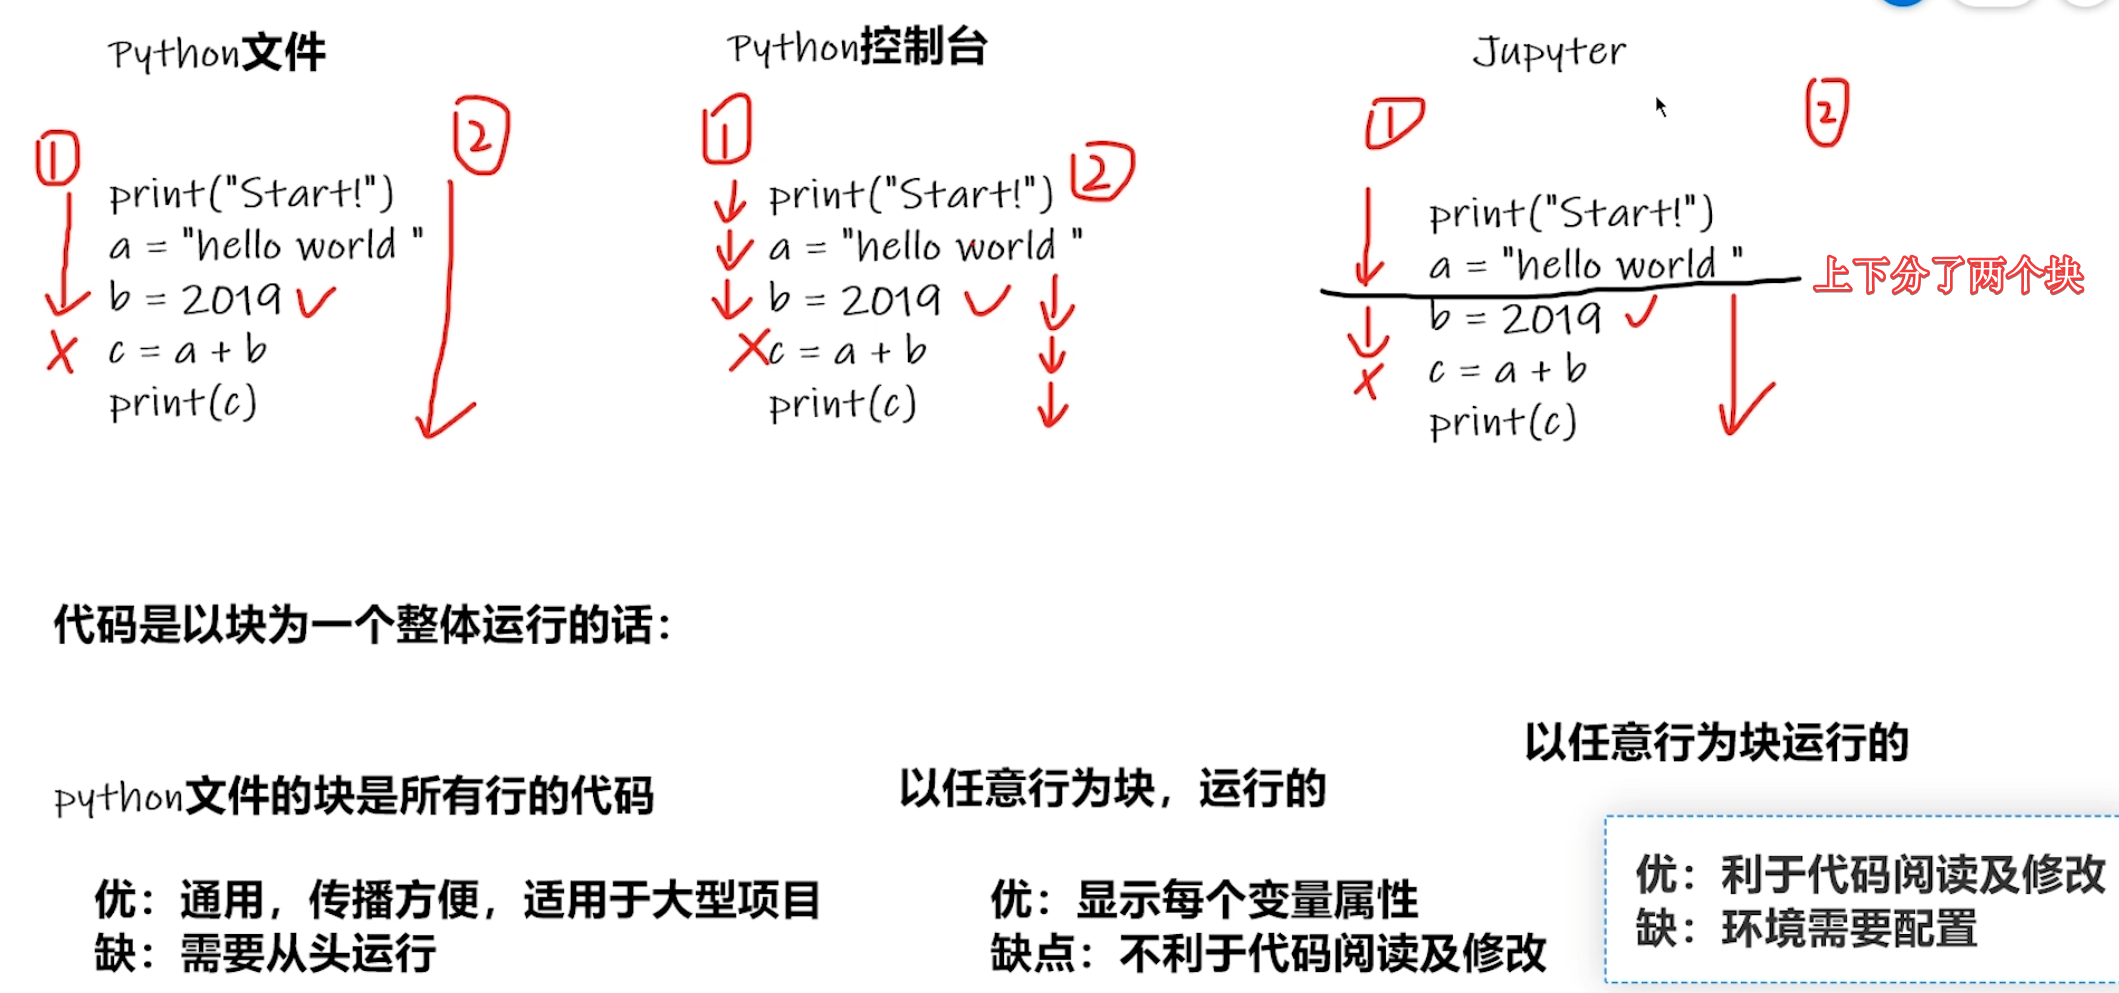 Python文件
①
②
print("Start!")
a = "hello world "
b = 2019 ✓
X c = a + b
print(c)
Python控制台
①
②
print("Start!")
a = "hello world "
b = 2019 ✓
X c = a + b
print(c)
Jupyter
①
②
print("Start!")
a = "hello world "
上下分了两个块
b = 2019 ✓
X c = a + b
print(c)
代码是以块为一个整体运行的话：
python文件的块是所有行的代码
优：通用，传播方便，适用于大型项目
缺：需要从头运行
以任意行为块，运行的
优：显示每个变量属性
缺点：不利于代码阅读及修改
以任意行为块运行的
优：利于代码阅读及修改
缺：环境需要配置